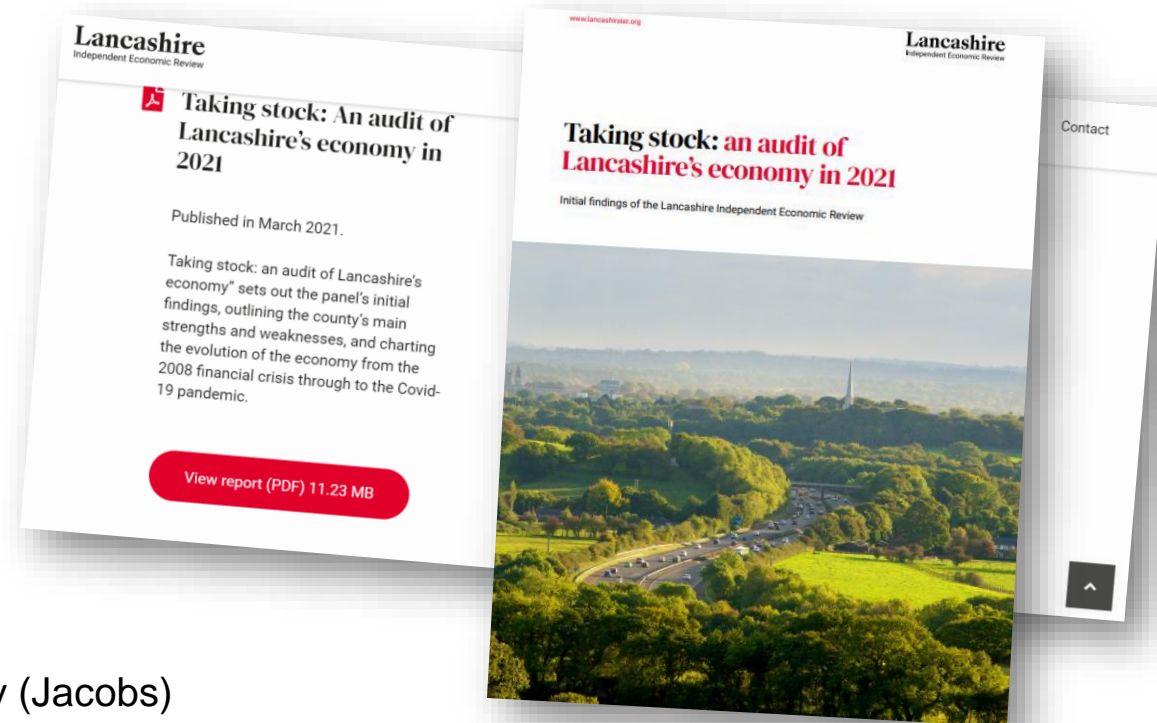 Lancashire
Independent Economic Review
Taking stock: An audit of
Lancashire's economy in
2021
Published in March 2021.
Taking stock: an audit of Lancashire's
economy" sets out the panel's initial
findings, outlining the county's main
strengths and weaknesses, and charting
the evolution of the economy from the
2008 financial crisis through to the Covid-
19 pandemic.
View report (PDF) 11.23 MB
www.lancashireier.org
Lancashire
Independent Economic Review
Taking stock: an audit of
Lancashire's economy in 2021
Initial findings of the Lancashire Independent Economic Review
Contact
y (Jacobs)